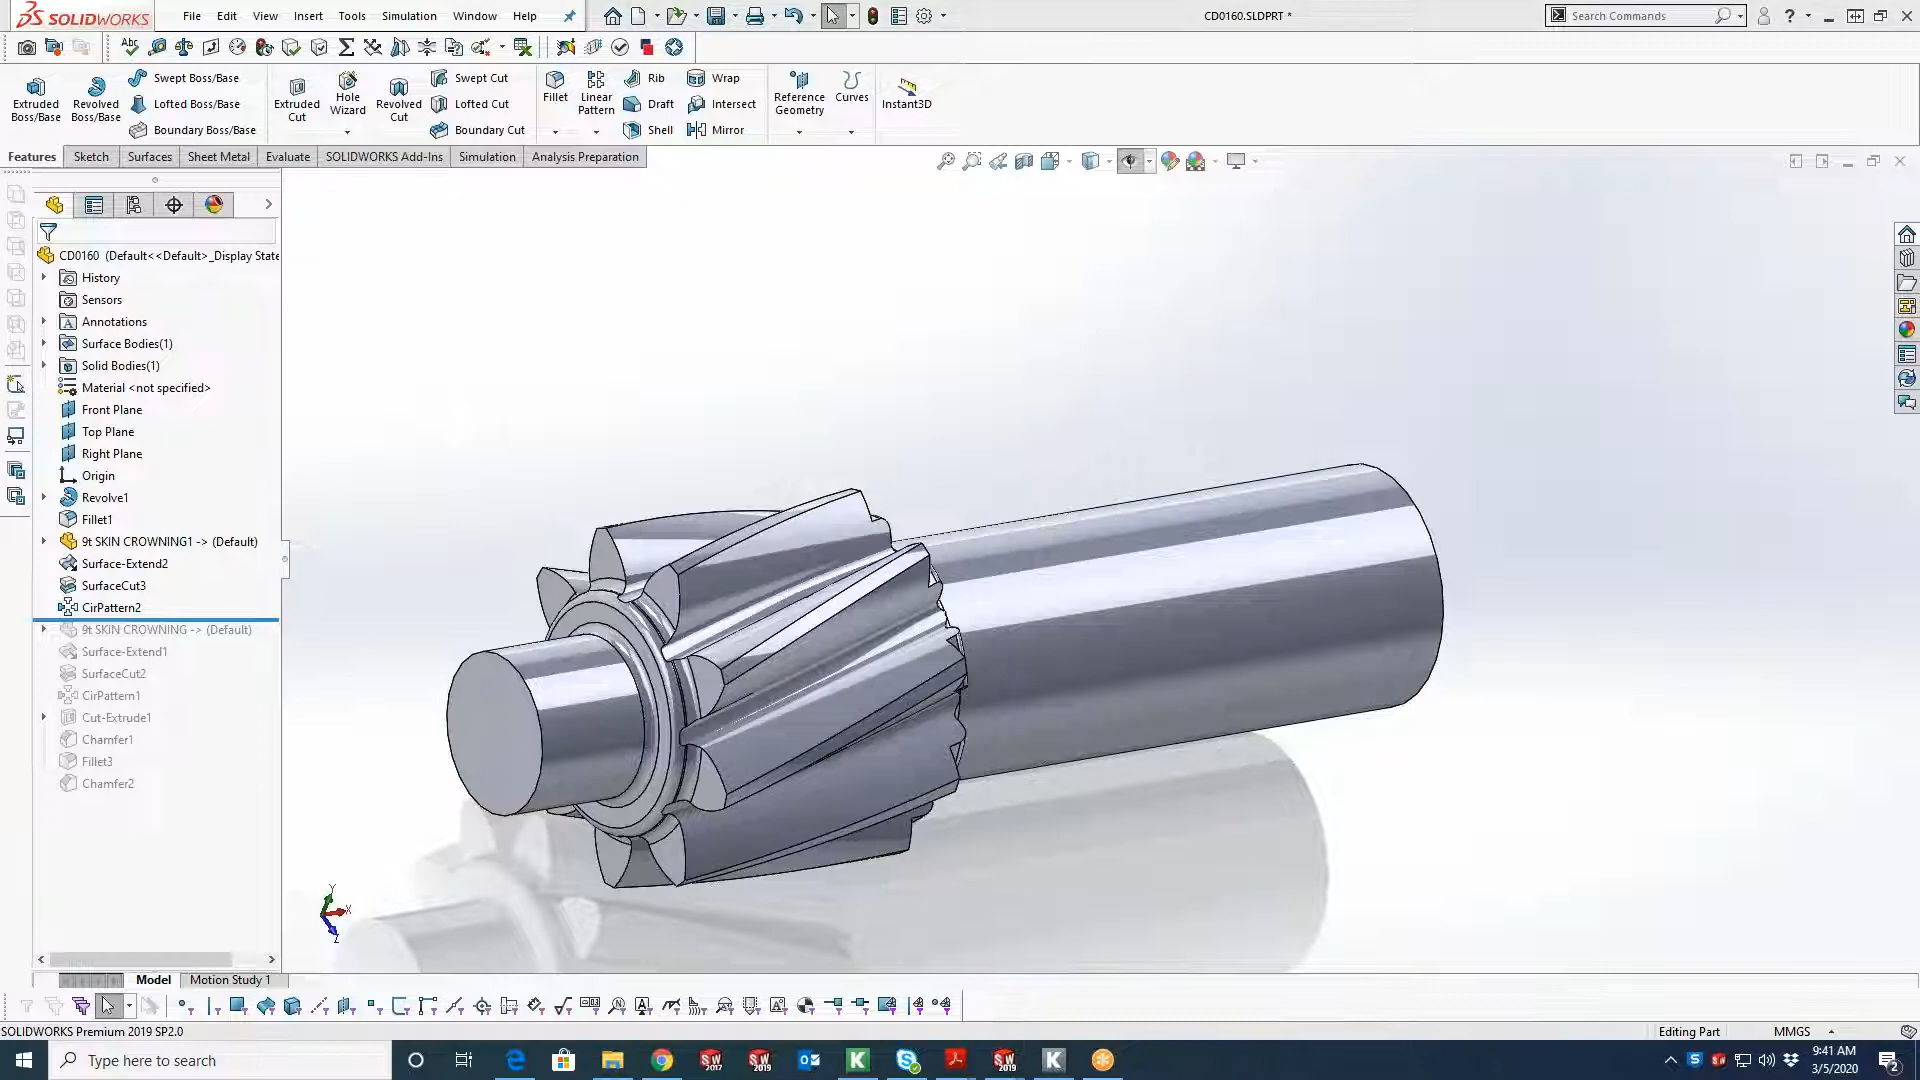 SOLIDWORKS File Edit View Insert Tools Simulation Window Help CD0160.SLDPRT * Search Commands
Extruded Boss/Base
Revolved Boss/Base
Swept Boss/Base
Lofted Boss/Base
Boundary Boss/Base
Extruded Cut
Hole Wizard
Revolved Cut
Swept Cut
Lofted Cut
Boundary Cut
Fillet
Linear Pattern
Rib
Draft
Shell
Wrap
Intersect
Mirror
Reference Geometry
Curves
Instant3D
Features Sketch Surfaces Sheet Metal Evaluate SOLIDWORKS Add-Ins Simulation Analysis Preparation
CD0160 (Default<<Default>_Display State
History
Sensors
Annotations
Surface Bodies(1)
Solid Bodies(1)
Material <not specified>
Front Plane
Top Plane
Right Plane
Origin
Revolve1
Fillet1
9t SKIN CROWNING1 -> (Default)
Surface-Extend2
SurfaceCut3
CirPattern2
9t SKIN CROWNING -> (Default)
Surface-Extend1
SurfaceCut2
CirPattern1
Cut-Extrude1
Chamfer1
Fillet3
Chamfer2
Y
X
Z
Model Motion Study 1
SOLIDWORKS Premium 2019 SP2.0 Editing Part MMGS
Type here to search
9:41 AM
3/5/2020
2